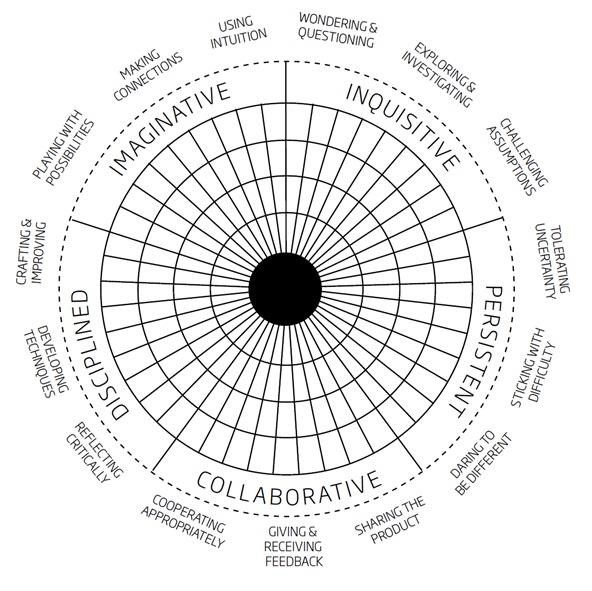 WONDERING &
QUESTIONING
EXPLORING &
INVESTIGATING
CHALLENGING
ASSUMPTIONS
TOLERATING
UNCERTAINTY
STICKING WITH
DIFFICULTY
DARING TO
BE DIFFERENT
SHARING THE
PRODUCT
GIVING &
RECEIVING
FEEDBACK
COOPERATING
APPROPRIATELY
REFLECTING
CRITICALLY
DEVELOPING
TECHNIQUES
CRAFTING &
IMPROVING
PLAYING WITH
POSSIBILITIES
MAKING
CONNECTIONS
USING
INTUITION
INQUISITIVE
PERSISTENT
COLLABORATIVE
DISCIPLINED
IMAGINATIVE